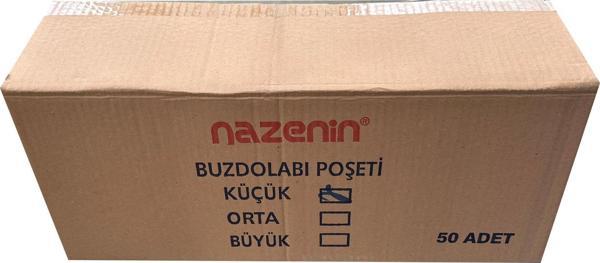 nazenin®
BUZDOLABI POŞETİ
KÜÇÜK
ORTA
BÜYÜK
50 ADET